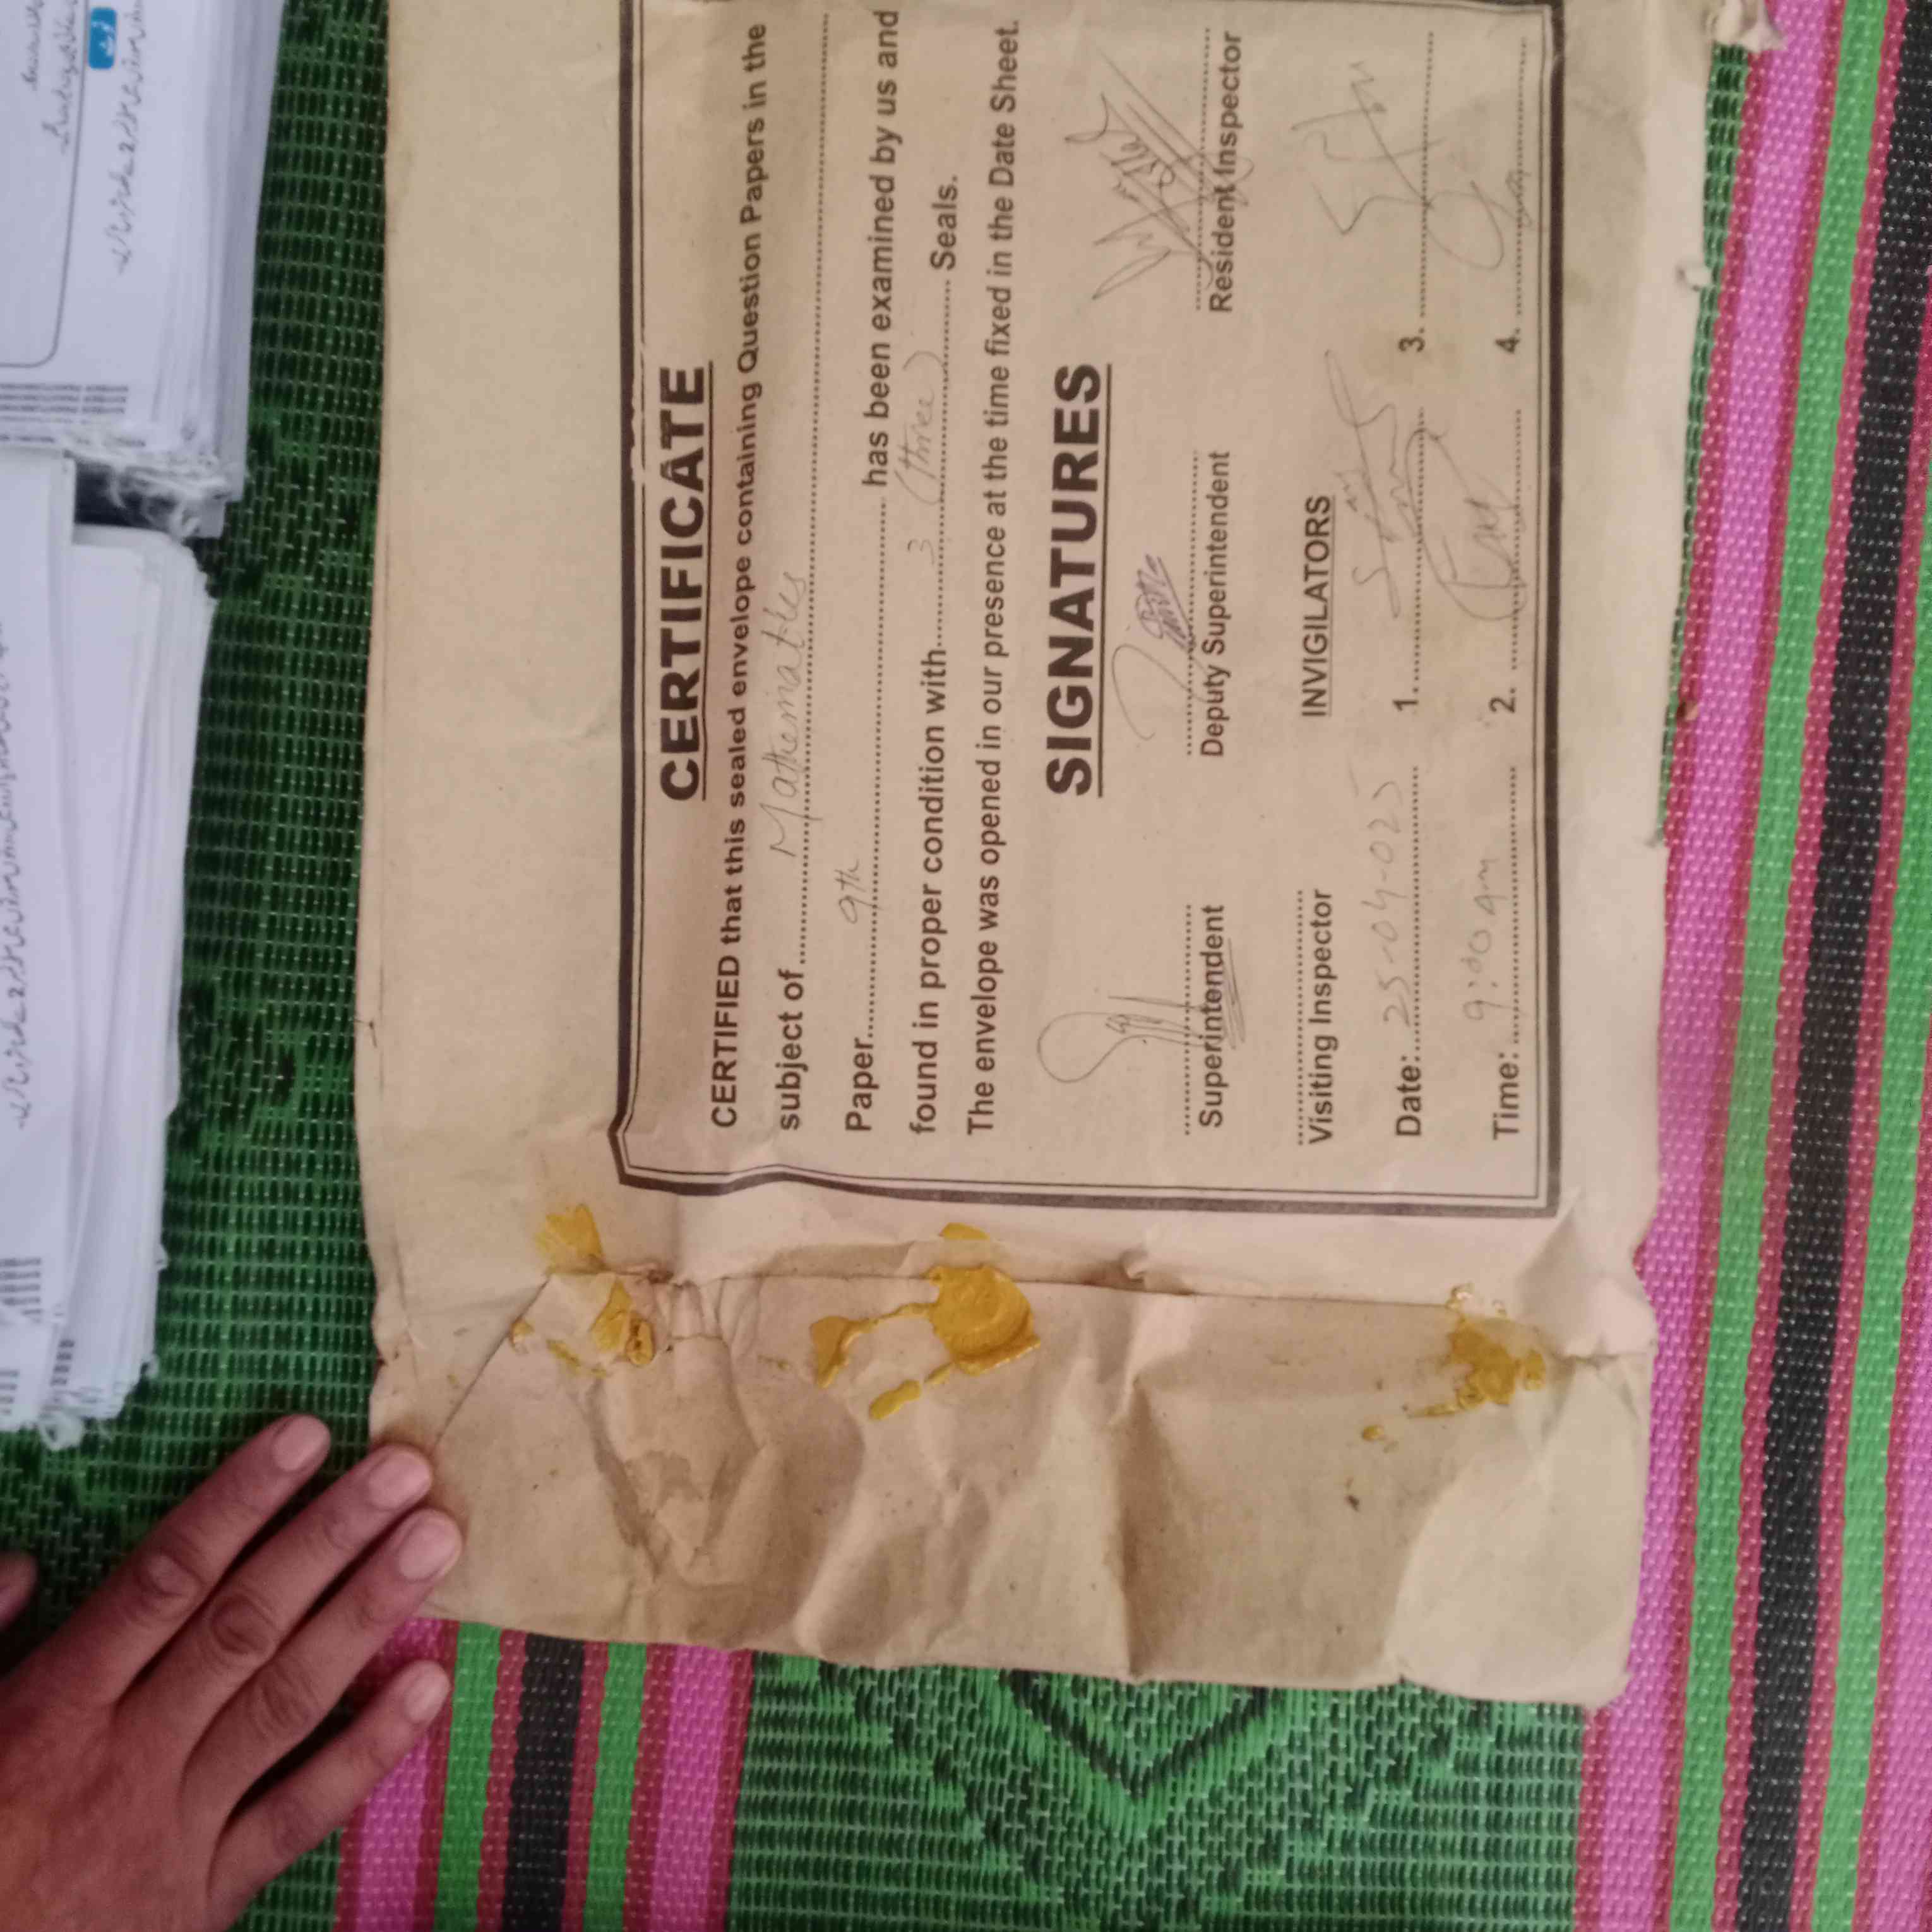 CERTIFICATE
CERTIFIED that this sealed envelope containing Question Papers in the
subject of Mathematics
Paper 9th has been examined by us and
found in proper condition with 3 (three) Seals.
The envelope was opened in our presence at the time fixed in the Date Sheet.
SIGNATURES
Superintendent Deputy Superintendent Resident Inspector
Visiting Inspector INVIGILATORS
Date: 25-04-025 1. 3.
Time: 9:00 am 2. 4.